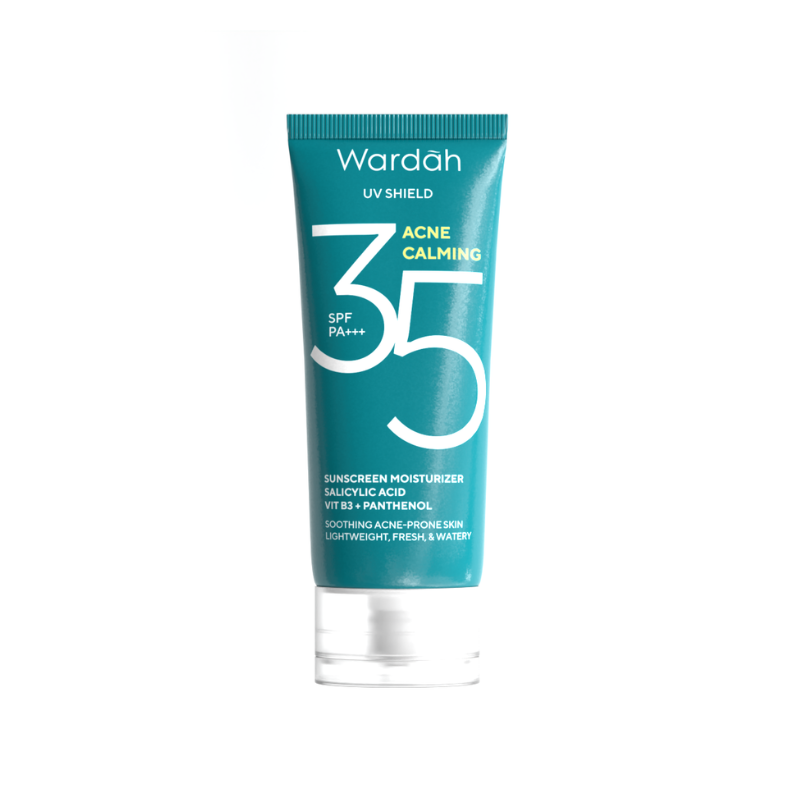 Wardãh
UV SHIELD
35
ACNE
CALMING
SPF
PA+++
SUNSCREEN MOISTURIZER
SALICYLIC ACID
VIT B3 + PANTHENOL
SOOTHING ACNE-PRONE SKIN
LIGHTWEIGHT, FRESH, & WATERY